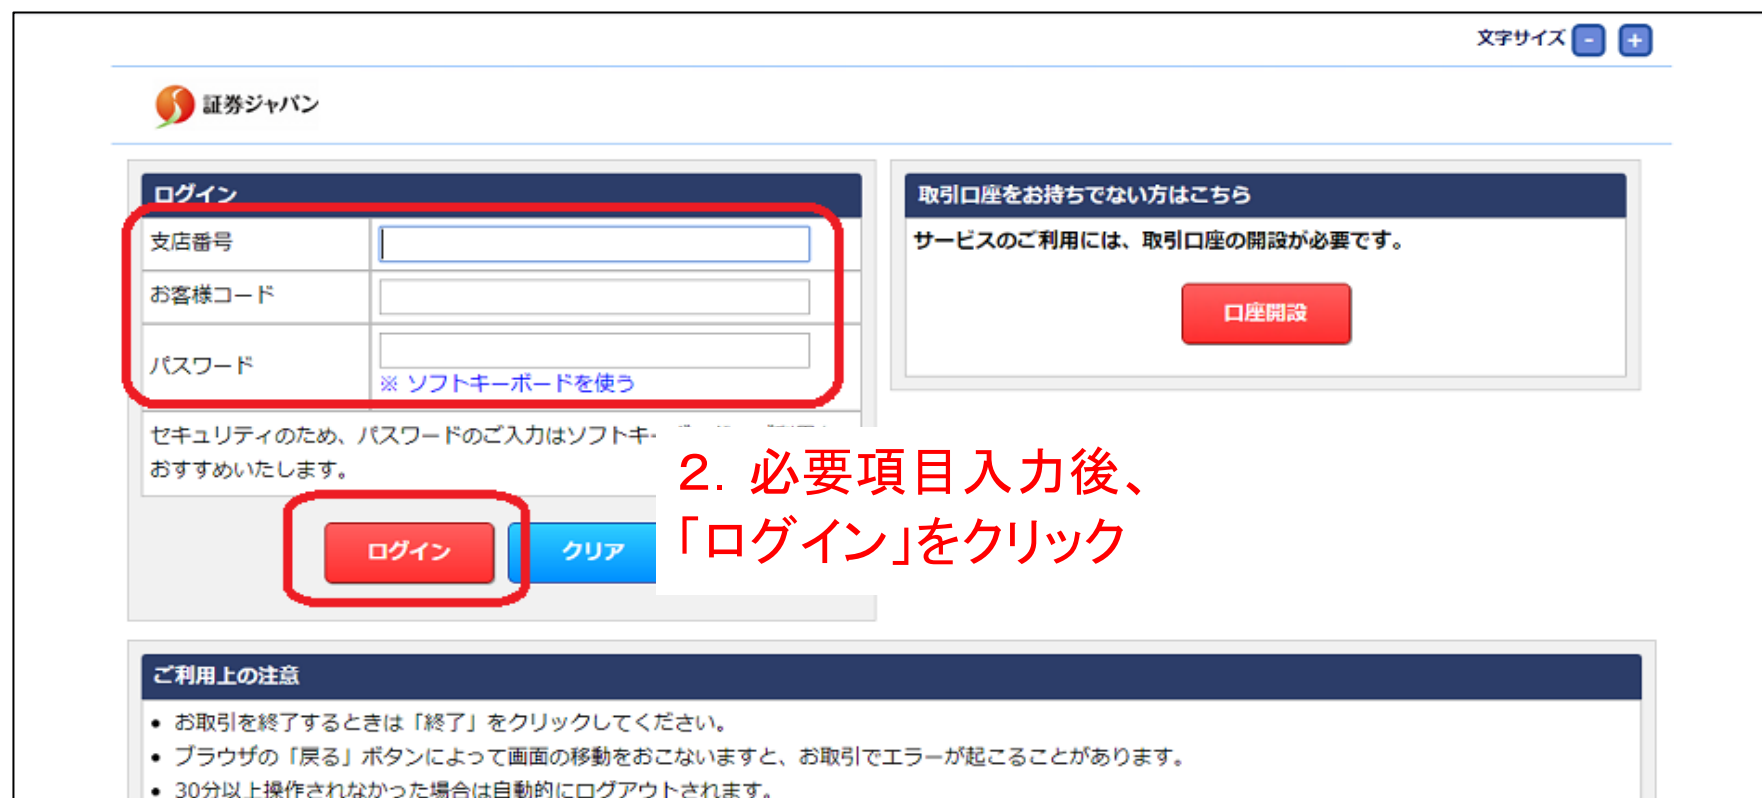 文字サイズ - +
証券ジャパン
ログイン
支店番号
お客様コード
パスワード
※ ソフトキーボードを使う
セキュリティのため、パスワードのご入力はソフトキー
おすすめいたします。
ログイン クリア
2. 必要項目入力後、
「ログイン」をクリック
取引口座をお持ちでない方はこちら
サービスのご利用には、取引口座の開設が必要です。
口座開設
ご利用上の注意
• お取引を終了するときは「終了」をクリックしてください。
• ブラウザの「戻る」ボタンによって画面の移動をおこないますと、お取引でエラーが起こることがあります。
• 30分以上操作されなかった場合は自動的にログアウトされます。